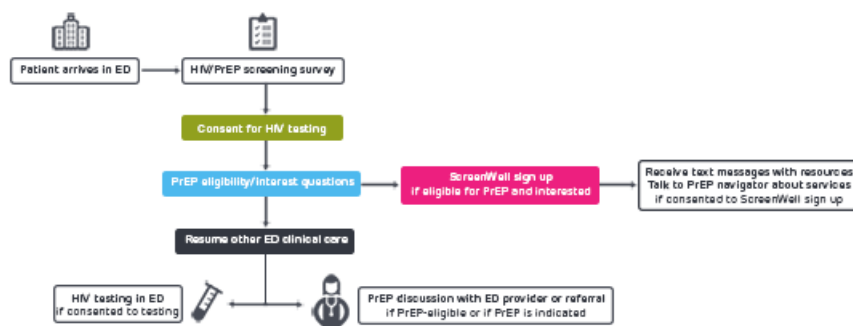 Patient arrives in ED
HIV/PrEP screening survey
Consent for HIV testing
PrEP eligibility/interest questions
ScreenWell sign up
if eligible for PrEP and interested
Receive text messages with resources
Talk to PrEP navigator about services
if consented to ScreenWell sign up
Resume other ED clinical care
HIV testing in ED
if consented to testing
PrEP discussion with ED provider or referral
if PrEP-eligible or if PrEP is indicated